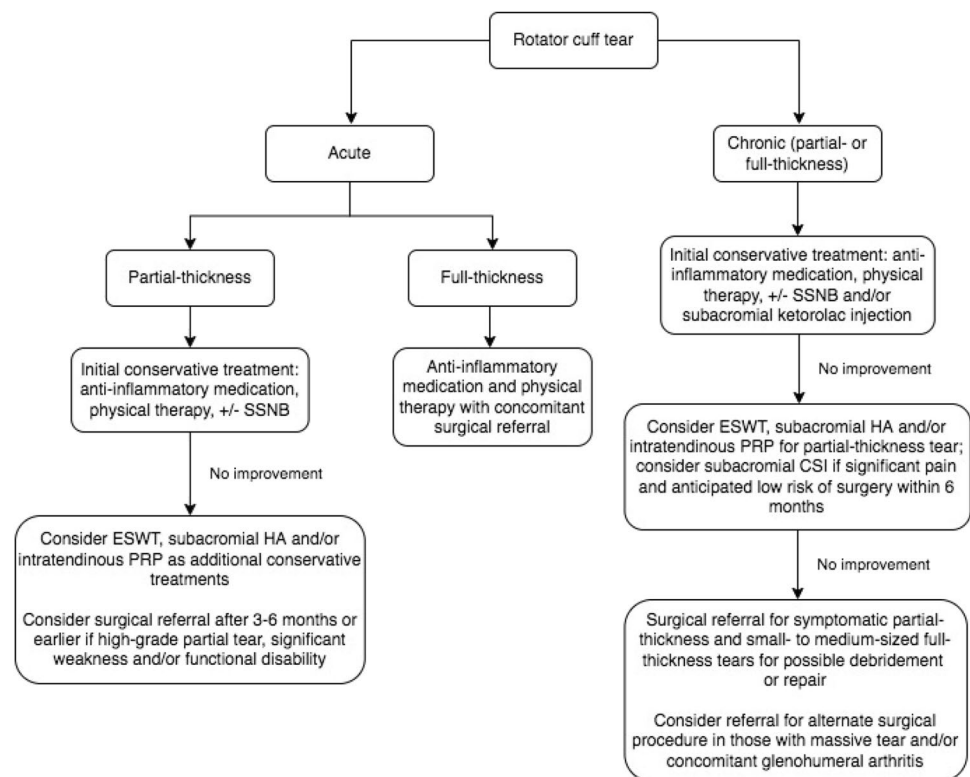 Rotator cuff tear
Acute
Chronic (partial- or
full-thickness)
Partial-thickness
Full-thickness
Initial conservative treatment: anti-
inflammatory medication, physical
therapy, +/- SSNB and/or
subacromial ketorolac injection
Initial conservative treatment:
anti-inflammatory medication,
physical therapy, +/- SSNB
Anti-inflammatory
medication and physical
therapy with concomitant
surgical referral
No improvement
Consider ESWT, subacromial HA and/or
intratendinous PRP for partial-thickness tear;
consider subacromial CSI if significant pain
and anticipated low risk of surgery within 6
months
No improvement
Consider ESWT, subacromial HA and/or
intratendinous PRP as additional conservative
treatments
Consider surgical referral after 3-6 months or
earlier if high-grade partial tear, significant
weakness and/or functional disability
No improvement
Surgical referral for symptomatic partial-
thickness and small- to medium-sized full-
thickness tears for possible debridement
or repair
Consider referral for alternate surgical
procedure in those with massive tear and/or
concomitant glenohumeral arthritis